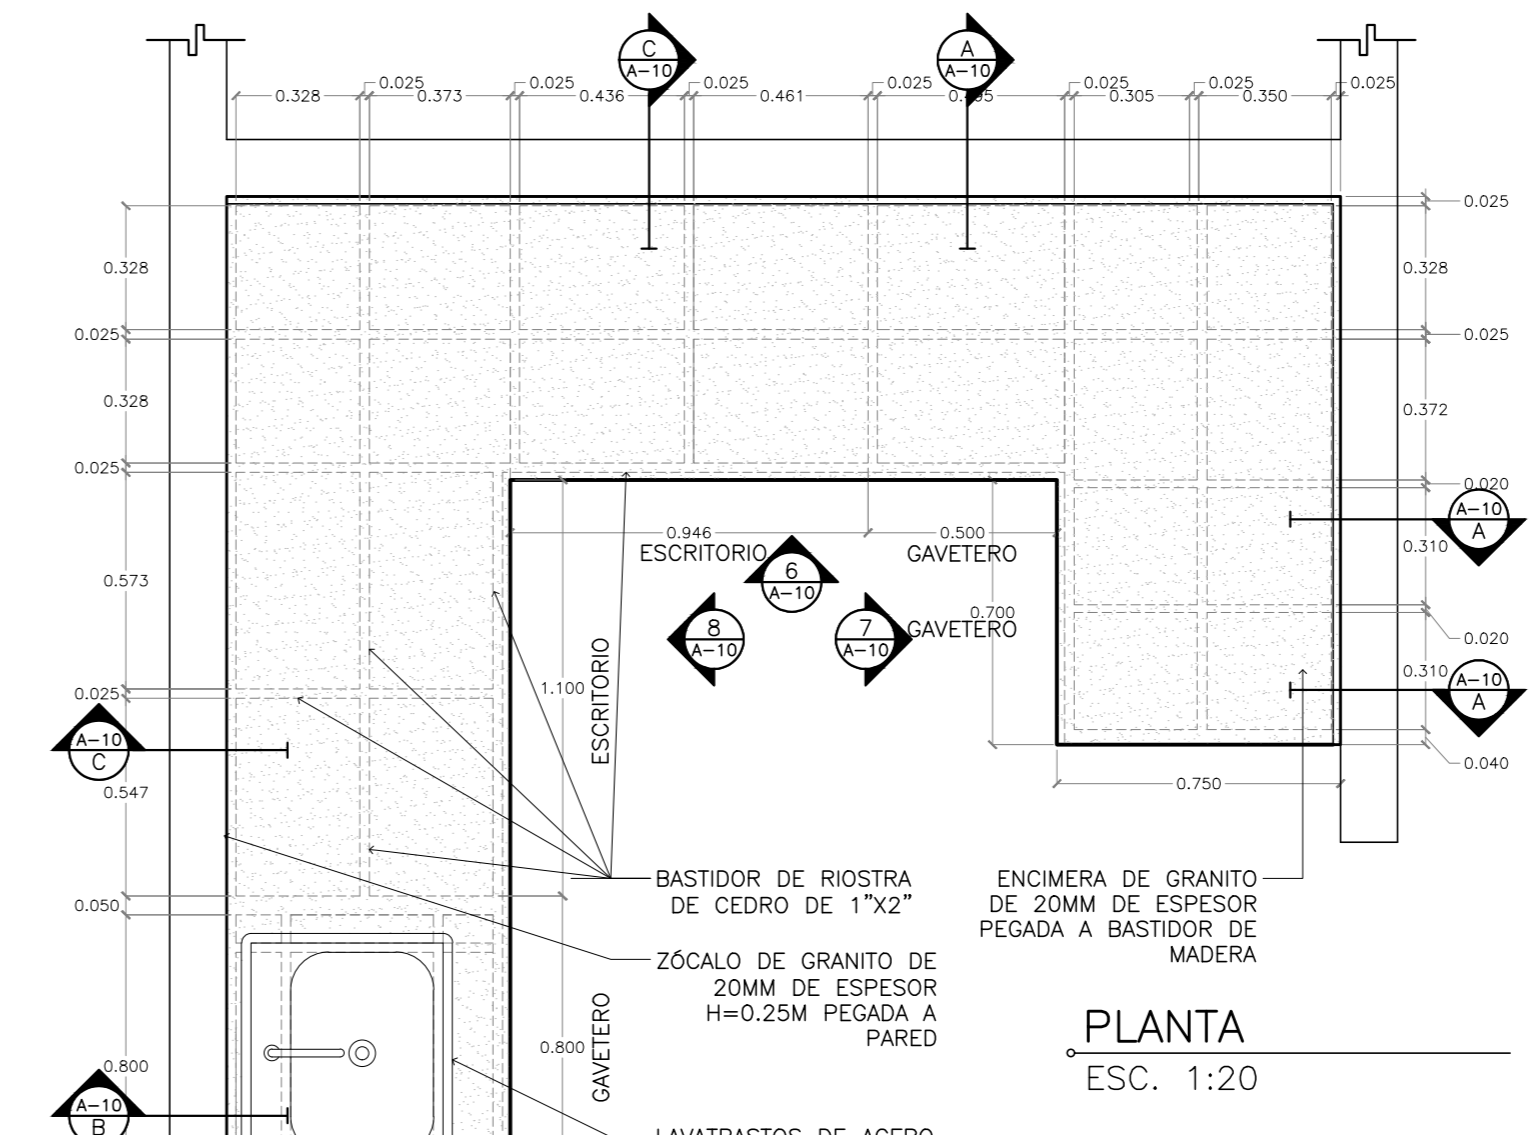 C
A-10
A
A-10
0.025
0.025
0.025
0.025
0.025
0.025
0.025
0.328
0.373
0.436
0.461
0.305
0.350
0.025
0.328
0.328
0.025
0.025
0.328
0.372
0.025
0.020
0.946
0.500
ESCRITORIO
GAVETERO
A-10
A
0.310
6
A-10
0.573
0.700
8
A-10
7
A-10
GAVETERO
0.020
ESCRITORIO
1.100
0.025
0.310
A-10
A
A-10
C
0.547
0.040
0.750
BASTIDOR DE RIOSTRA
DE CEDRO DE 1”X2”
ENCIMERA DE GRANITO
DE 20MM DE ESPESOR
PEGADA A BASTIDOR DE
MADERA
0.050
ZÓCALO DE GRANITO DE
20MM DE ESPESOR
H=0.25M PEGADA A
PARED
GAVETERO
0.800
0.800
PLANTA
ESC. 1:20
A-10
B
LAVATRASTOS DE ACERO